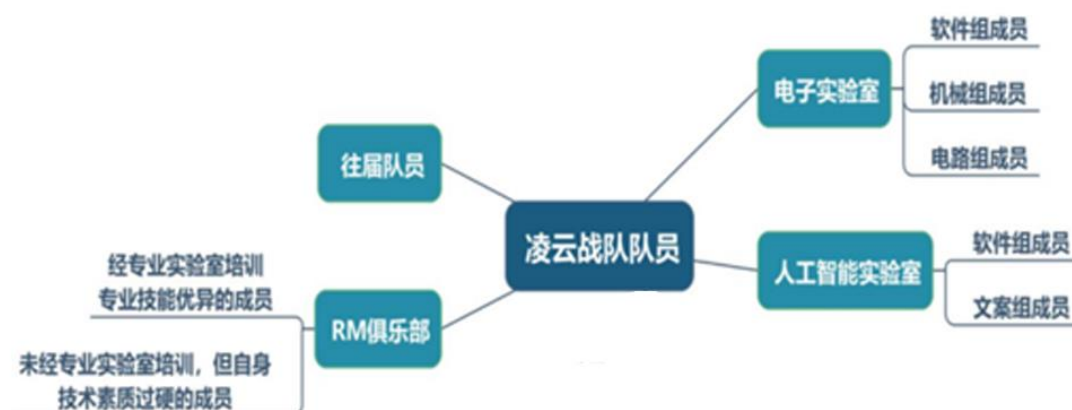 软件组成员
电子实验室
机械组成员
电路组成员
往届队员
凌云战队队员
软件组成员
人工智能实验室
文案组成员
经专业实验室培训
专业技能优异的成员
RM俱乐部
未经专业实验室培训，但自身
技术素质过硬的成员